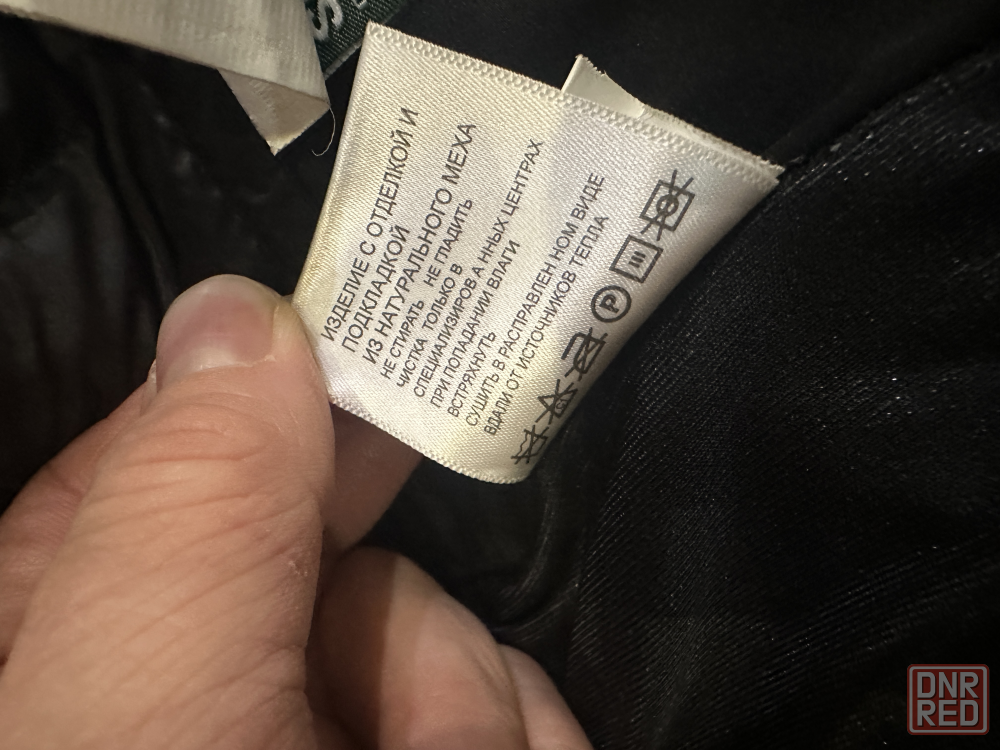 ИЗДЕЛИЕ С ОТДЕЛКОЙ И
ПОДКЛАДКОЙ
ИЗ НАТУРАЛЬНОГО МЕХА
НЕ СТИРАТЬ НЕ ГЛАДИТЬ
ЧИСТКА ТОЛЬКО В
СПЕЦИАЛИЗИРОВА ННЫХ ЦЕНТРАХ
ПРИ ПОПАДАНИИ ВЛАГИ
ВСТРЯХНУТЬ
СУШИТЬ В РАСПРАВЛЕН НОМ ВИДЕ
ВДАЛИ ОТ ИСТОЧНИКОВ ТЕПЛА
P
DNR
RED